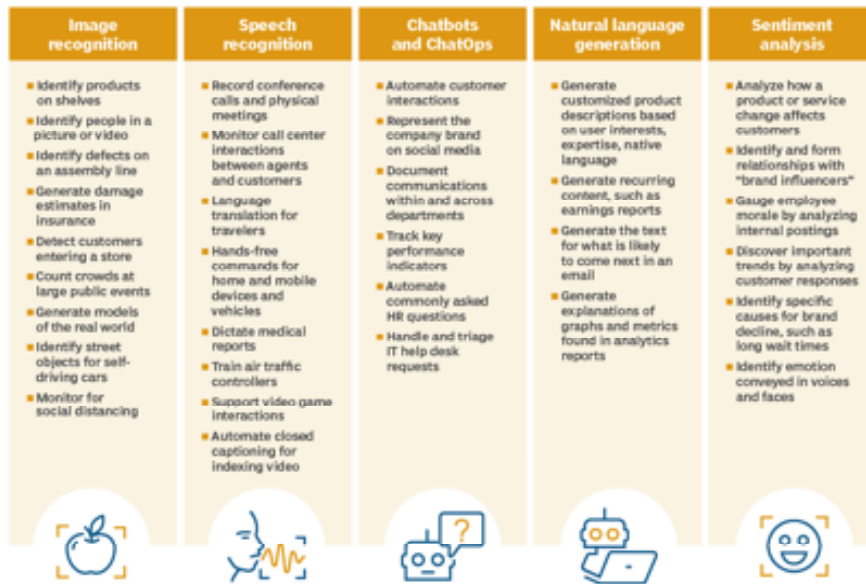 Image
recognition
Identify products
on shelves
Identify people in a
picture or video
Identify defects on
an assembly line
Generate damage
estimates in
insurance
Detect customers
entering a store
Count crowds at
large public events
Generate models
of the real world
Identify street
objects for self-
driving cars
Monitor for
social distancing
Speech
recognition
Record conference
calls and physical
meetings
Monitor call center
interactions
between agents
and customers
Language
translation for
travelers
Hands-free
commands for
home and mobile
devices and
vehicles
Dictate medical
reports
Train air traffic
controllers
Support video game
interactions
Automate closed
captioning for
indexing video
Chatbots
and ChatOps
Automate customer
interactions
Represent the
company brand
on social media
Document
communications
within and across
departments
Track key
performance
indicators
Automate
commonly asked
HR questions
Handle and triage
IT help desk
requests
Natural language
generation
Generate
customized product
descriptions based
on user interests,
expertise, native
language
Generate recurring
content, such as
earnings reports
Generate the text
for what is likely
to come next in an
email
Generate
explanations of
graphs and metrics
found in analytics
reports
Sentiment
analysis
Analyze how a
product or service
change affects
customers
Identify and form
relationships with
"brand influencers"
Gauge employee
morale by analyzing
internal postings
Discover important
trends by analyzing
customer responses
Identify specific
causes for brand
decline, such as
long wait times
Identify emotion
conveyed in voices
and faces
?